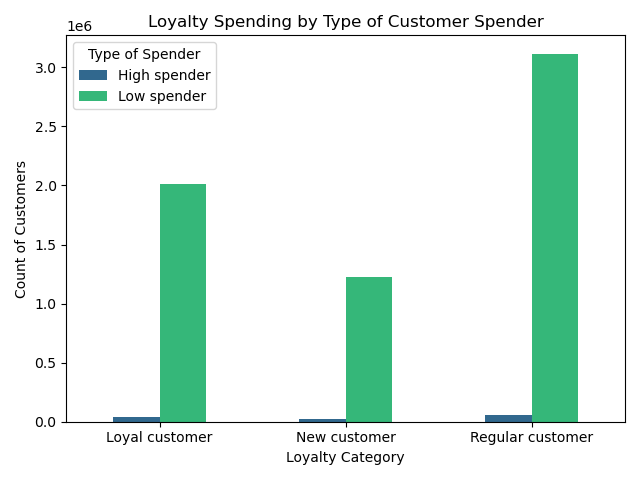 Loyalty Spending by Type of Customer Spender
1e6
Type of Spender
High spender
Low spender
3.0
2.5
2.0
1.5
1.0
0.5
0.0
Count of Customers
Loyal customer
New customer
Regular customer
Loyalty Category